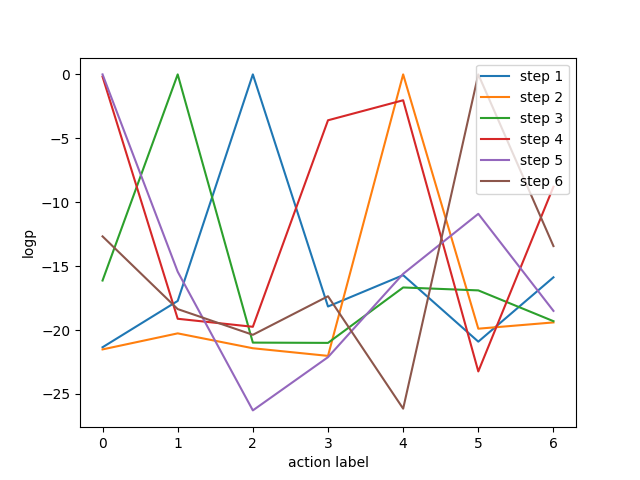 0
−5
−10
−15
−20
−25
logp
0 1 2 3 4 5 6
action label
step 1
step 2
step 3
step 4
step 5
step 6